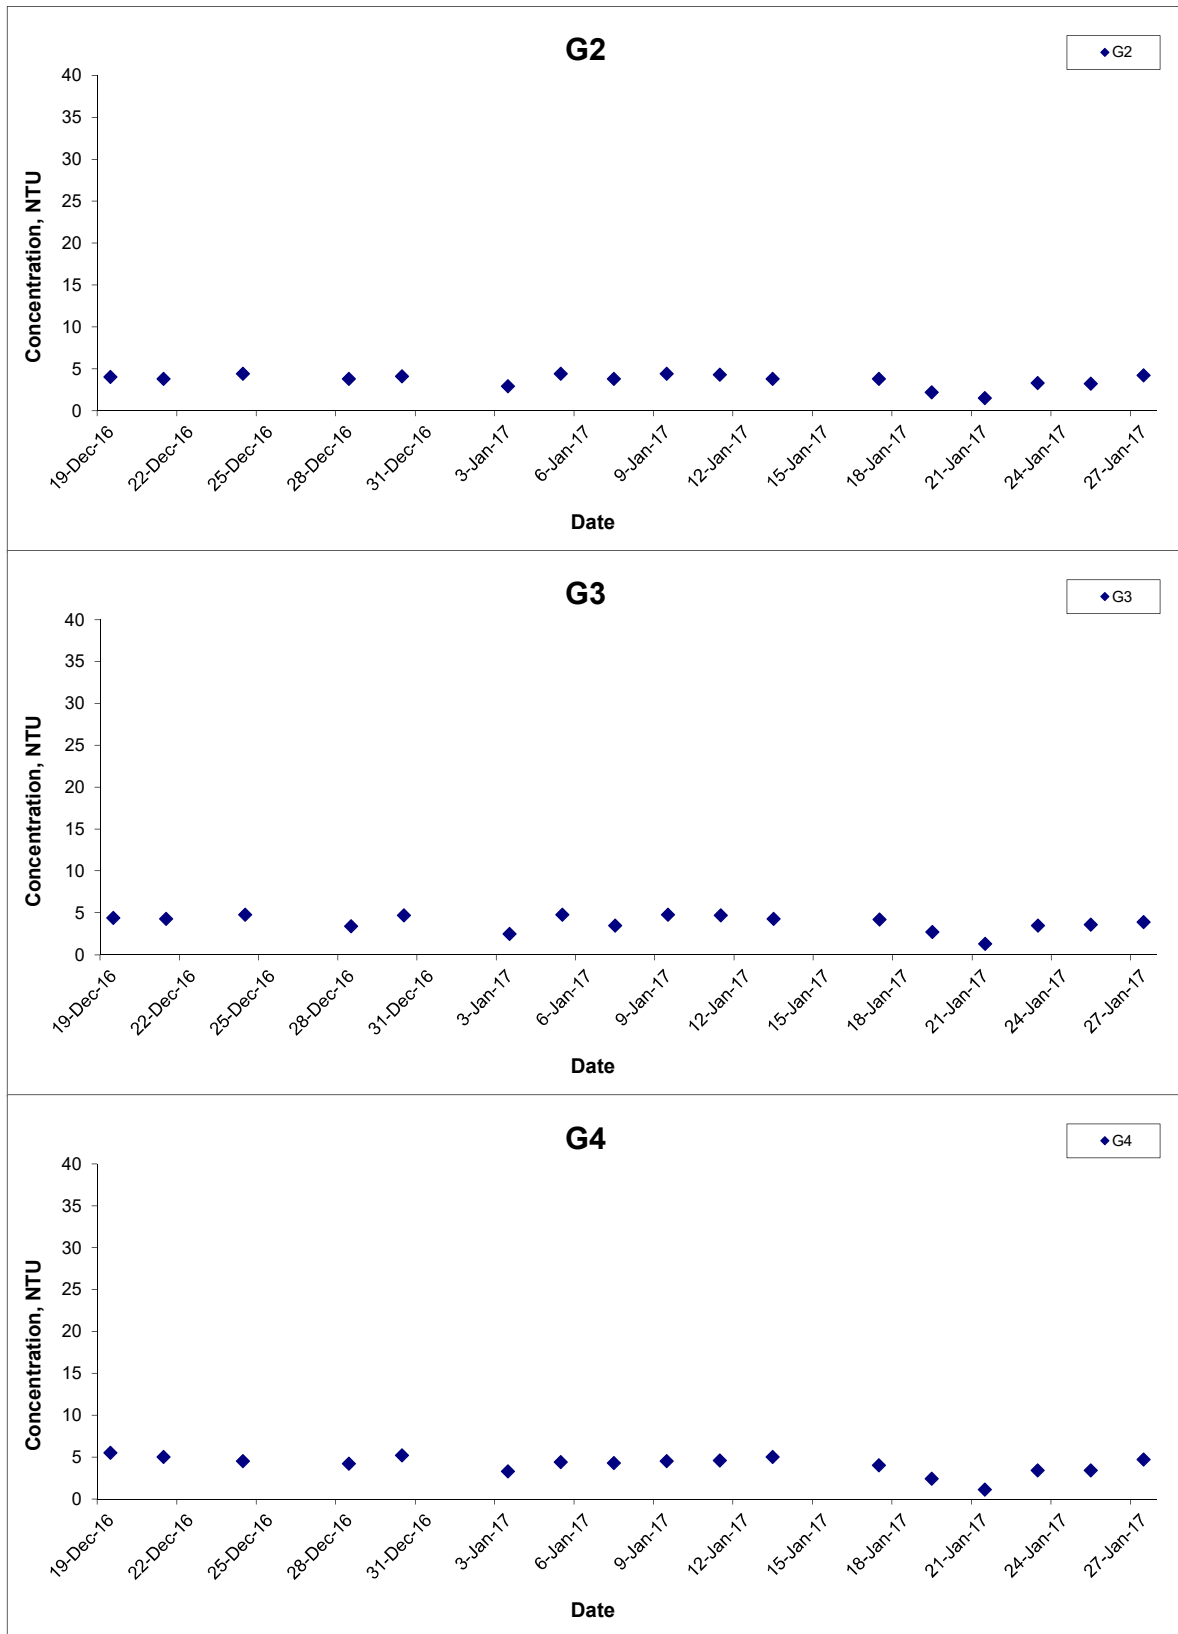 G2
G2
40
35
30
25
20
15
10
5
0
Concentration, NTU
19-Dec-16
22-Dec-16
25-Dec-16
28-Dec-16
31-Dec-16
3-Jan-17
6-Jan-17
9-Jan-17
12-Jan-17
15-Jan-17
18-Jan-17
21-Jan-17
24-Jan-17
27-Jan-17
Date
G3
G3
40
35
30
25
20
15
10
5
0
Concentration, NTU
19-Dec-16
22-Dec-16
25-Dec-16
28-Dec-16
31-Dec-16
3-Jan-17
6-Jan-17
9-Jan-17
12-Jan-17
15-Jan-17
18-Jan-17
21-Jan-17
24-Jan-17
27-Jan-17
Date
G4
G4
40
35
30
25
20
15
10
5
0
Concentration, NTU
19-Dec-16
22-Dec-16
25-Dec-16
28-Dec-16
31-Dec-16
3-Jan-17
6-Jan-17
9-Jan-17
12-Jan-17
15-Jan-17
18-Jan-17
21-Jan-17
24-Jan-17
27-Jan-17
Date